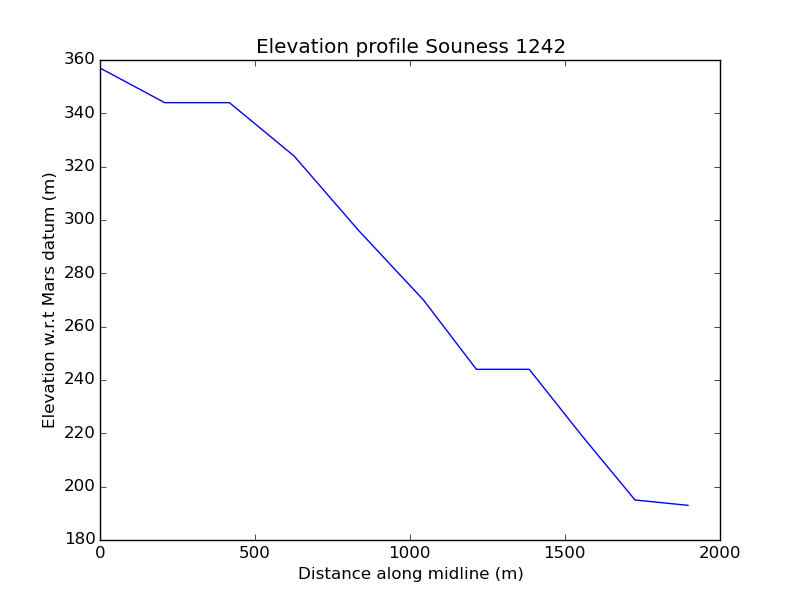 Elevation profile Souness 1242
360
340
320
300
280
260
240
220
200
180
Elevation w.r.t Mars datum (m)
0 500 1000 1500 2000
Distance along midline (m)